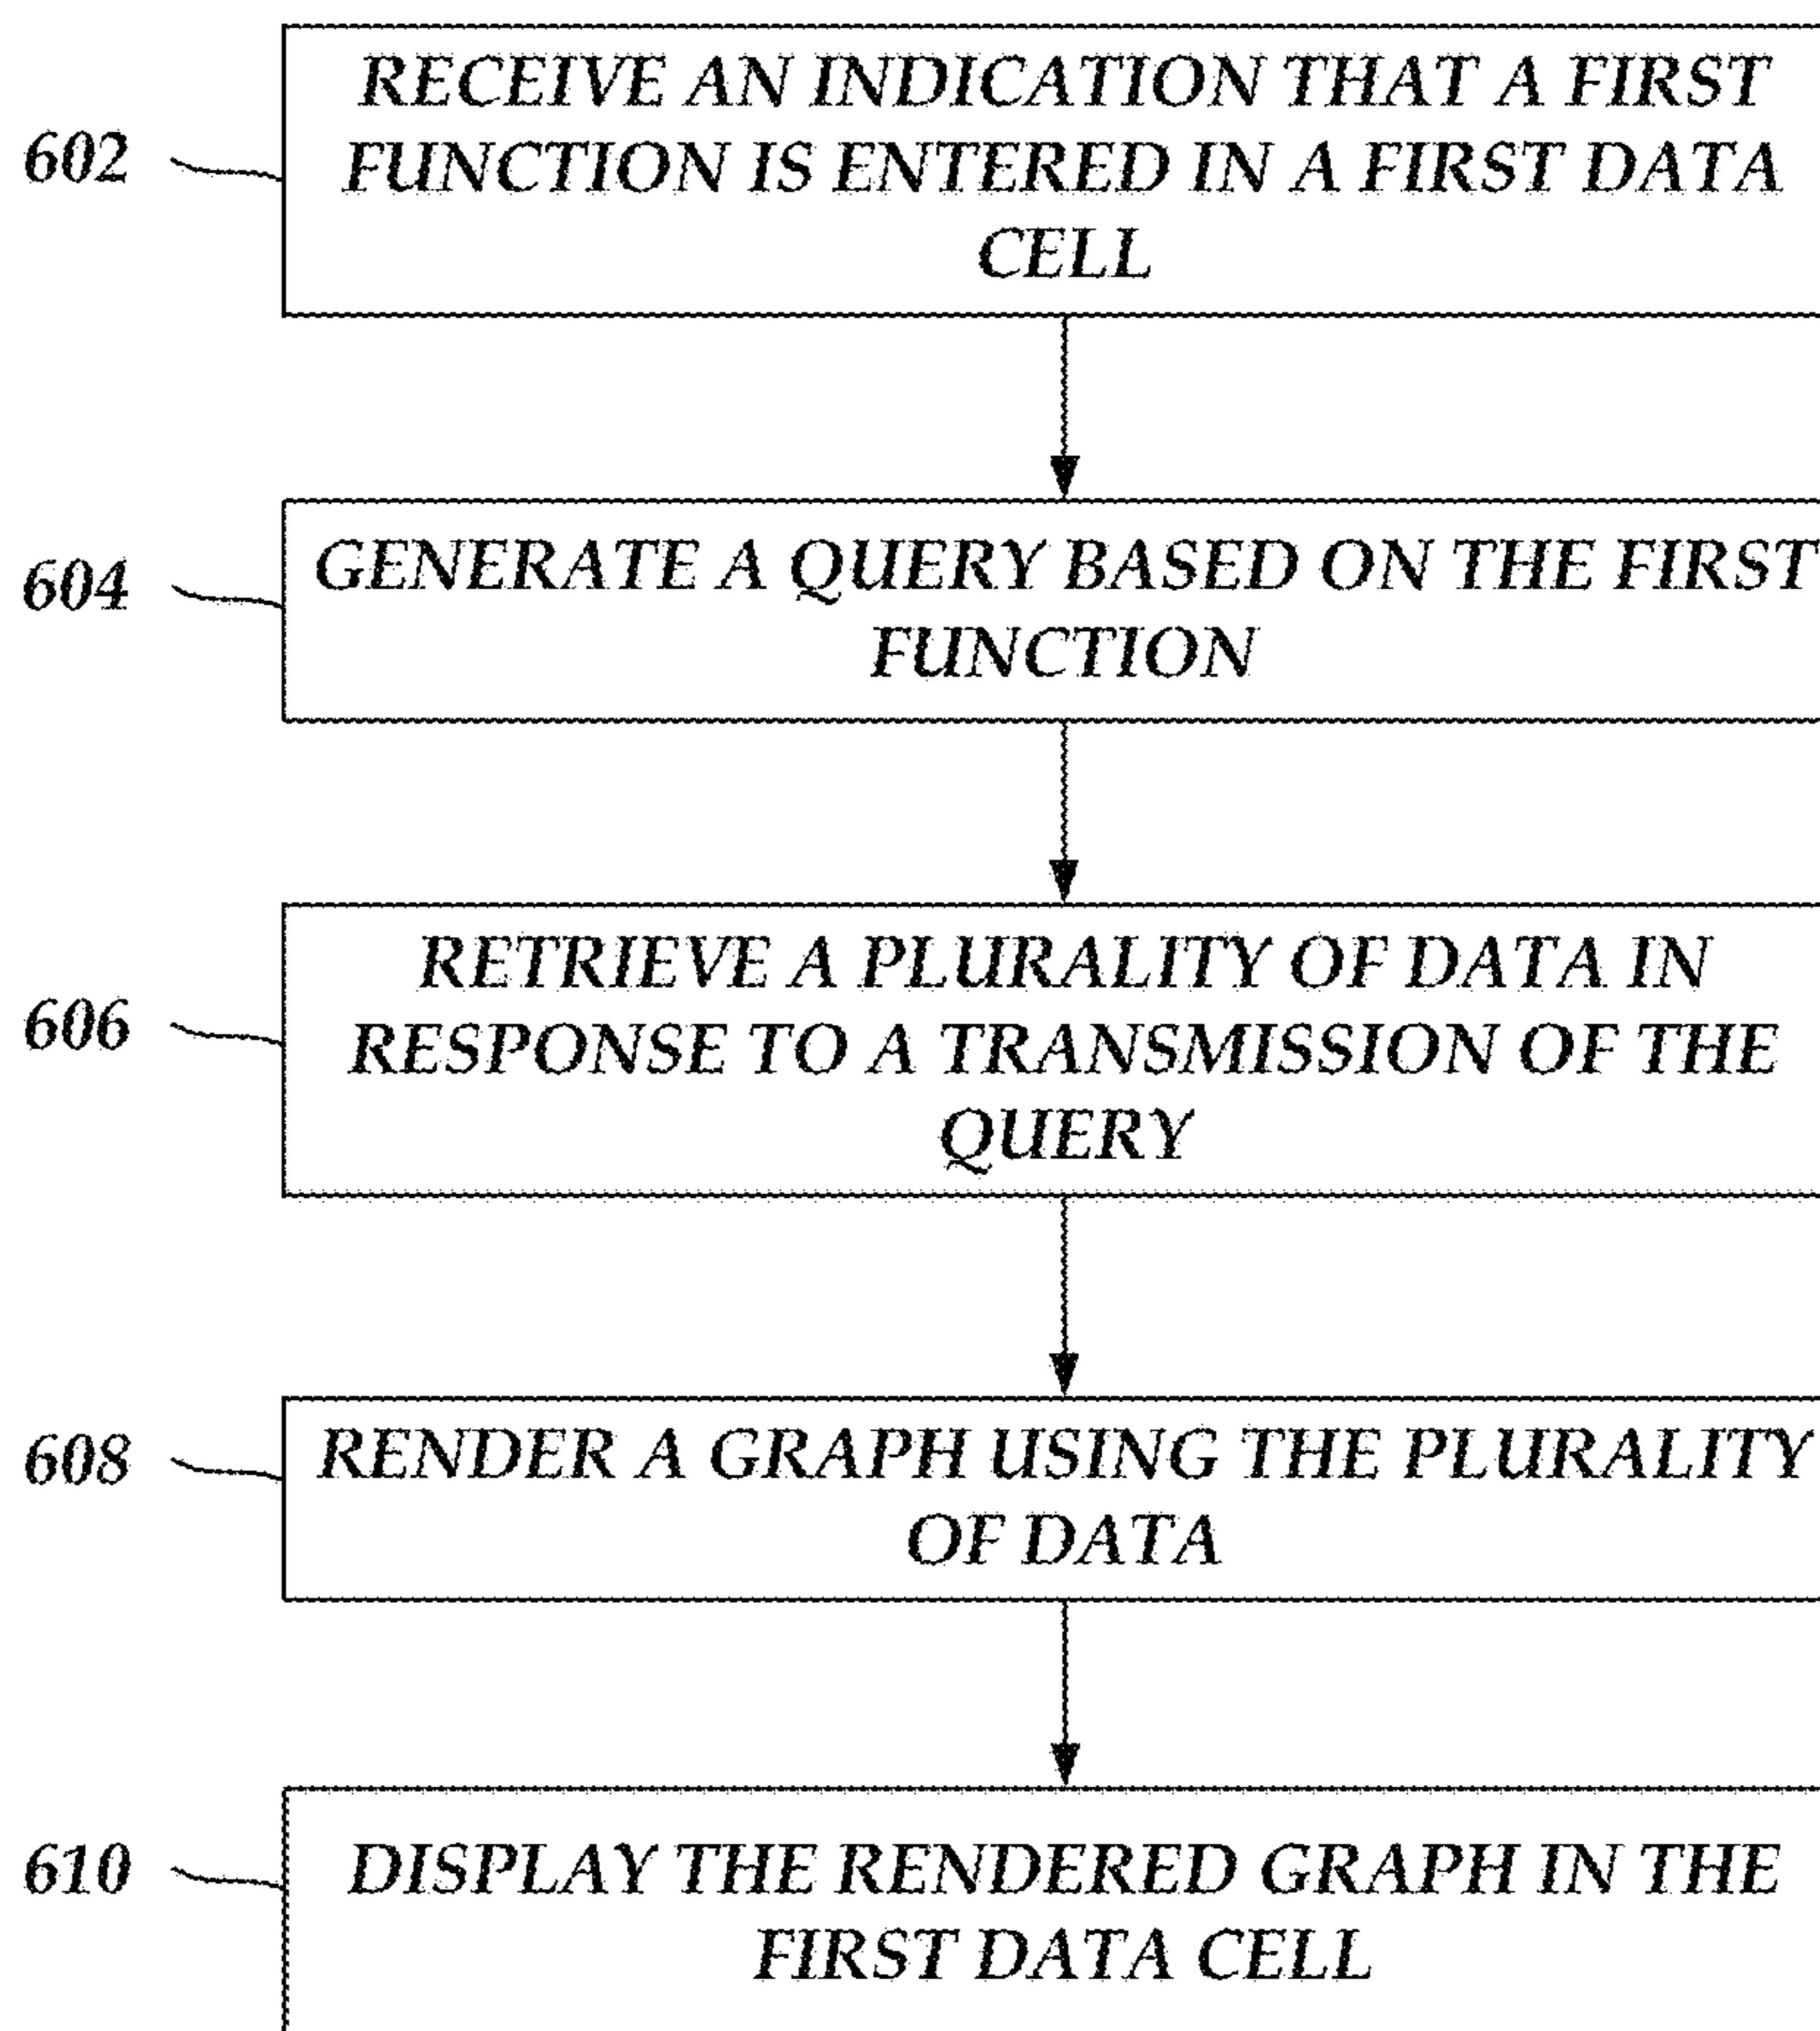 RECEIVE AN INDICATION THAT A FIRST
602
FUNCTION IS ENTERED IN A FIRST DATA
CELL
GENERATE A QUERY BASED ON THE FIRST
604
FUNCTION
RETRIEVE A PLURALITY OF DATA IN
606
RESPONSE TO A TRANSMISSION OF THE
QUERY
608
RENDER A GRAPH USING THE PLURALITY
OF DATA
610
DISPLAY THE RENDERED GRAPH IN THE
FIRST DATA CELL